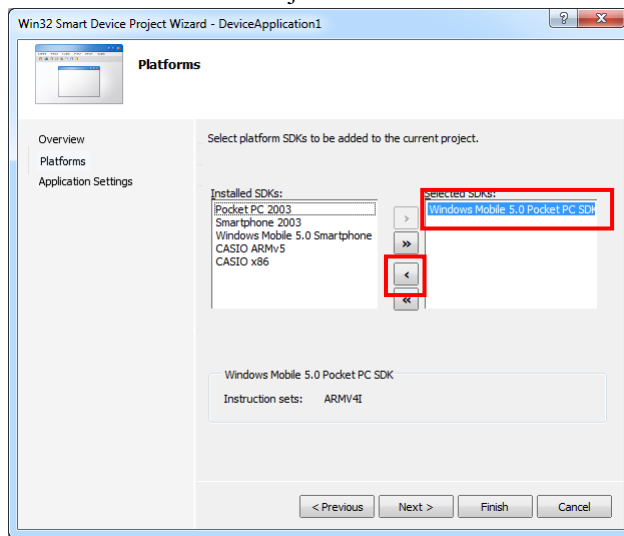 Win32 Smart Device Project Wizard - DeviceApplication1
Platforms
Overview
Platforms
Application Settings
Select platform SDKs to be added to the current project.
Installed SDKs:
Pocket PC 2003
Smartphone 2003
Windows Mobile 5.0 Smartphone
CASIO ARMv5
CASIO x86
>
»
<
«
Selected SDKs:
Windows Mobile 5.0 Pocket PC SDK
Windows Mobile 5.0 Pocket PC SDK
Instruction sets: ARMV4I
< Previous Next > Finish Cancel